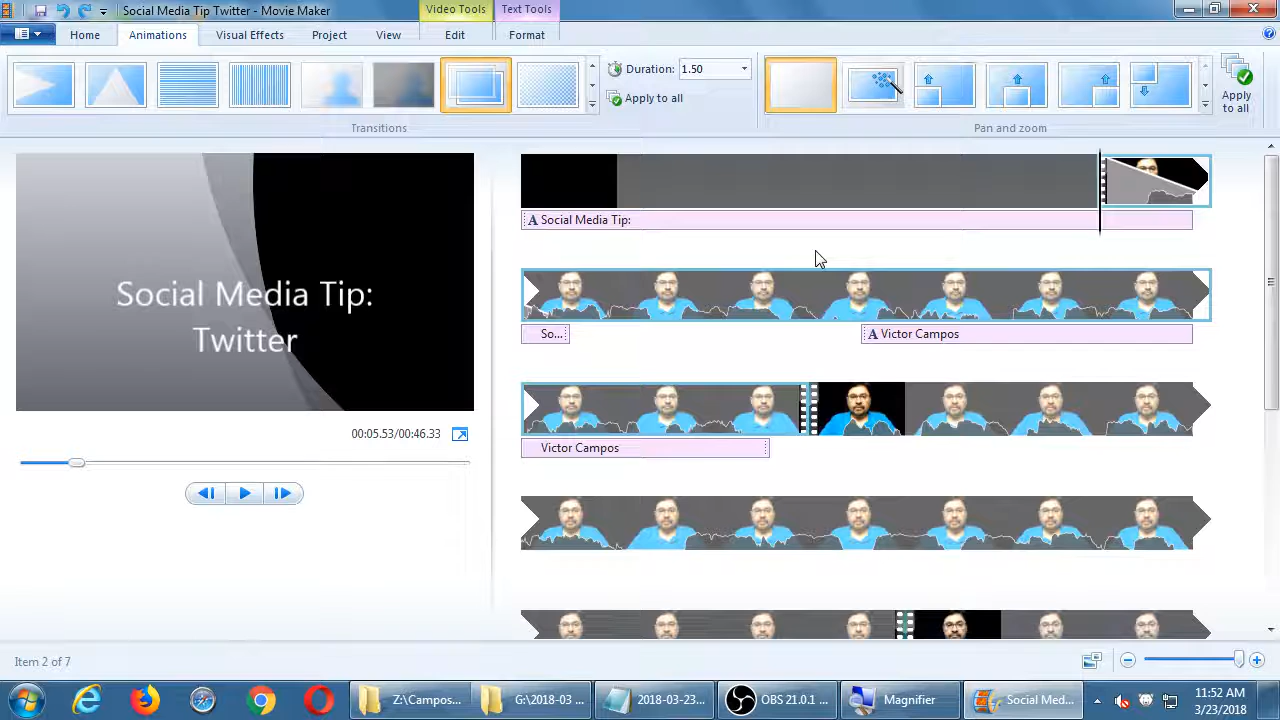 Social Media Tip Twitter - Movie Maker
Video Tools
Text Tools
Home
Animations
Visual Effects
Project
View
Edit
Format
Duration: 1.50
Apply to all
Transitions
Pan and zoom
Apply
to all
Social Media Tip:
Twitter
00:05.53/00:46.33
A Social Media Tip:
So...
A Victor Campos
Victor Campos
Item 2 of 7
Z:\Campos...
G:\2018-03 ...
2018-03-23...
OBS 21.0.1 ...
Magnifier
Social Med...
11:52 AM
3/23/2018